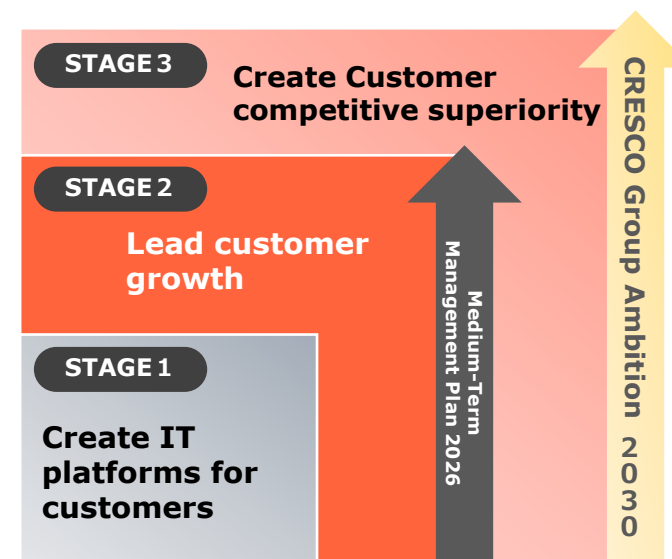 STAGE 3
Create Customer
competitive superiority
STAGE 2
Lead customer
growth
STAGE 1
Create IT
platforms for
customers
Medium-Term
Management Plan 2026
CRESCO Group Ambition 2030